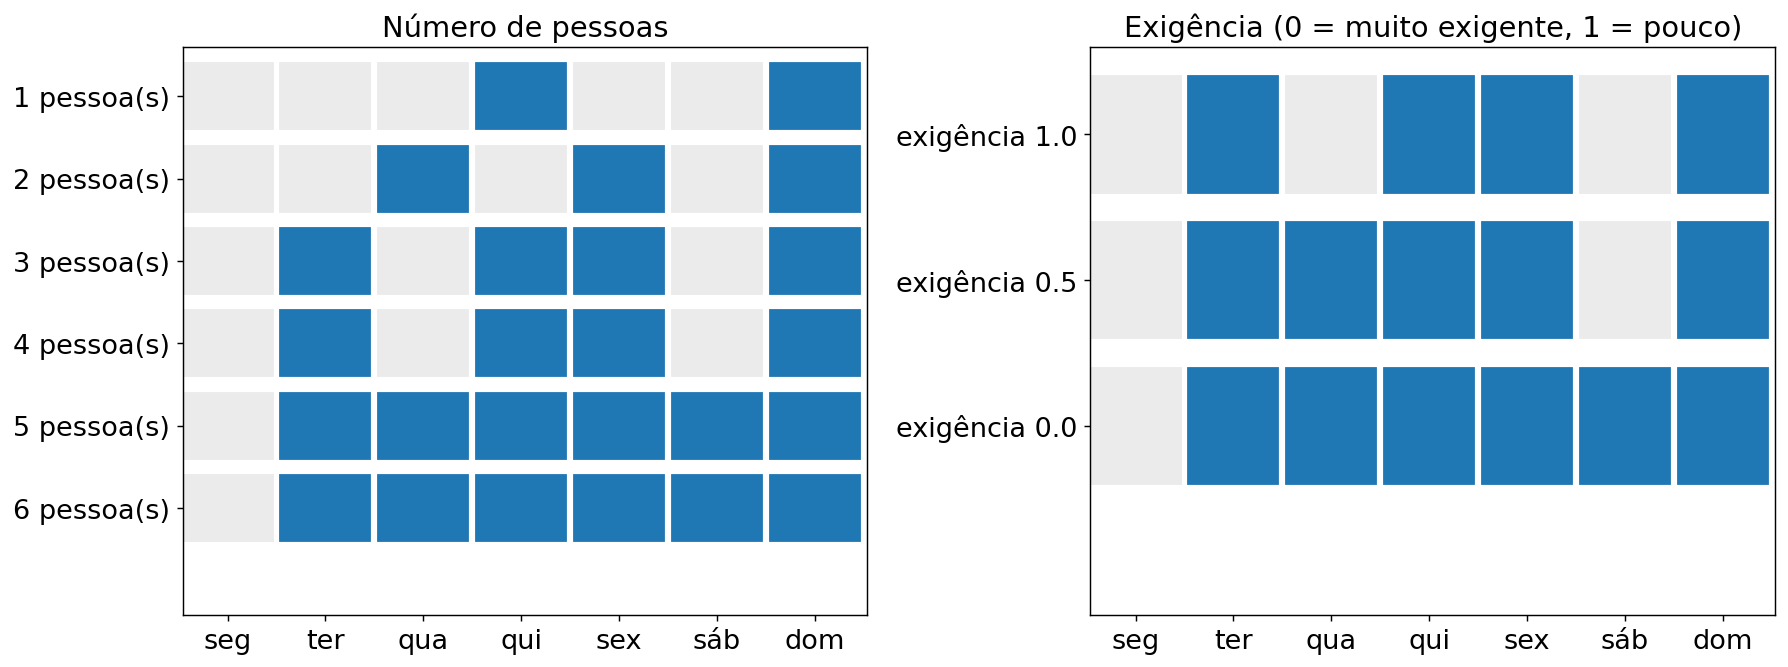 Número de pessoas
1 pessoa(s)
2 pessoa(s)
3 pessoa(s)
4 pessoa(s)
5 pessoa(s)
6 pessoa(s)
seg ter qua qui sex sáb dom
Exigência (0 = muito exigente, 1 = pouco)
exigência 1.0
exigência 0.5
exigência 0.0
seg ter qua qui sex sáb dom